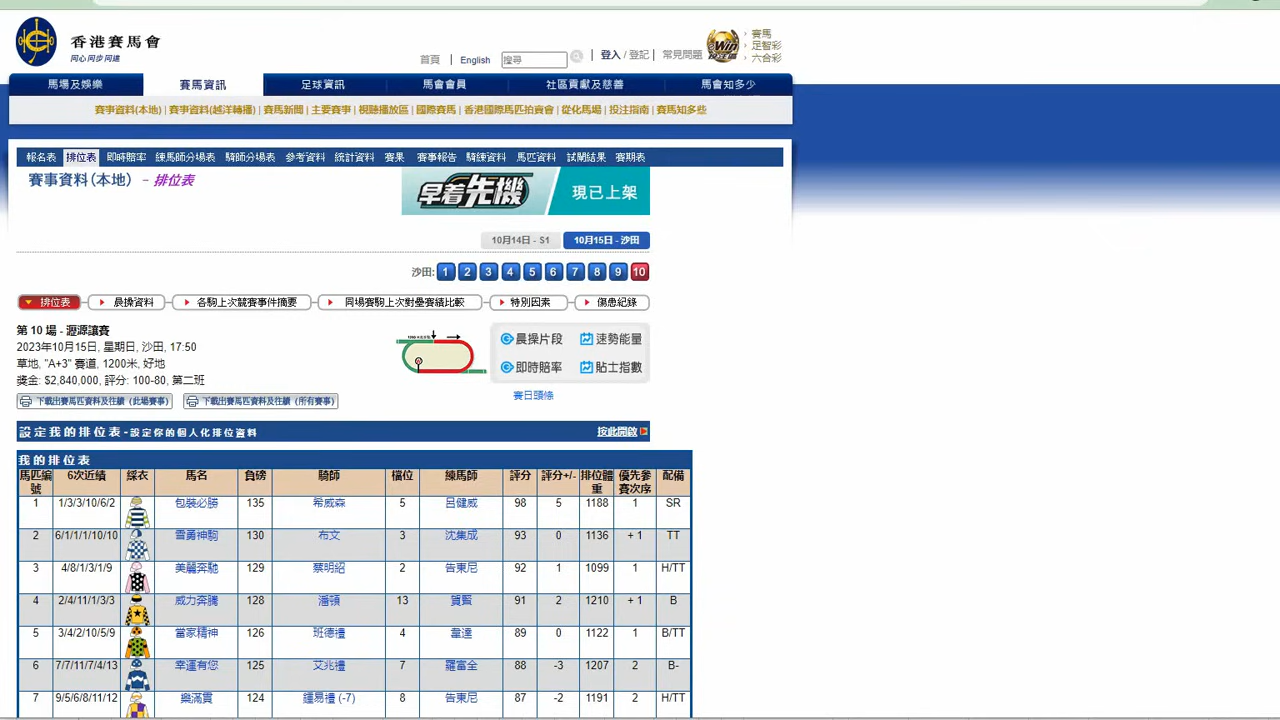 香港賽馬會
同心同步同進
首頁 | English 搜尋 登入 / 登記 | 常見問題
eWin
賽馬
足智彩
六合彩
馬場及娛樂 賽馬資訊 足球資訊 馬會會員 社區貢獻及慈善 馬會知多少
賽事資料(本地) | 賽事資料(越洋轉播) | 賽馬新聞 | 主要賽事 | 視聽播放區 | 國際賽馬 | 香港國際馬匹拍賣會 | 從化馬場 | 投注指南 | 賽馬知多些
報名表 排位表 即時賠率 練馬師分場表 騎師分場表 參考資料 統計資料 賽果 賽事報告 騎練資料 馬匹資料 試閘結果 賽期表
賽事資料(本地) - 排位表
早着先機 現已上架
10月14日 - S1 10月15日 - 沙田
沙田: 1 2 3 4 5 6 7 8 9 10
排位表 晨操資料 各駒上次競賽事件摘要 同場賽駒上次對壘賽績比較 特別因素 傷患紀錄
第 10 場 - 瀝源讓賽
2023年10月15日, 星期日, 沙田, 17:50
草地, "A+3" 賽道, 1200米, 好地
獎金: $2,840,000, 評分: 100-80, 第二班
晨操片段 速勢能量
即時賠率 貼士指數
賽日頭條
下載出賽馬匹資料及往績 (此場賽事) 下載出賽馬匹資料及往績 (所有賽事)
設定我的排位表-設定你的個人化排位資料 按此開啟
我的排位表
馬匹編號 6次近績 綵衣 馬名 負磅 騎師 檔位 練馬師 評分 評分+/- 排位體重 優先參賽次序 配備
1 1/3/3/10/6/2 包裝必勝 135 希威森 5 呂健威 98 5 1188 1 SR
2 6/1/1/1/10/10 雪勇神駒 130 布文 3 沈集成 93 0 1136 + 1 TT
3 4/8/1/3/1/9 美麗奔馳 129 蔡明紹 2 告東尼 92 1 1099 1 H/TT
4 2/4/11/1/3/3 威力奔騰 128 潘頓 13 賀賢 91 2 1210 + 1 B
5 3/4/2/10/5/9 當家精神 126 班德禮 4 韋達 89 0 1122 1 B/TT
6 7/7/11/7/4/13 幸運有您 125 艾兆禮 7 羅富全 88 -3 1207 2 B-
7 9/5/6/8/11/12 樂滿貫 124 鍾易禮 (-7) 8 告東尼 87 -2 1191 2 H/TT